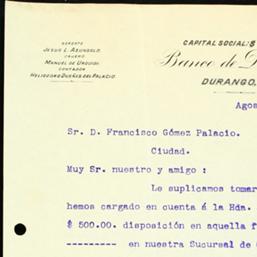 GERENTE
JESUS L. ASUNSOLO.
CAJERO
MANUEL DE URQUIDI.
CONTADOR
HELIODORO DUEÑES DEL PALACIO.
CAPITAL SOCIAL: $
Banco de D
DURANGO,
Agos
Sr. D. Francisco Gómez Palacio.
Ciudad.
Muy Sr. nuestro y amigo :
Le suplicamos tomar
hemos cargado en cuenta á la Hda.
$ 500.00. disposición en aquella f
--------- en nuestra Sucursal de